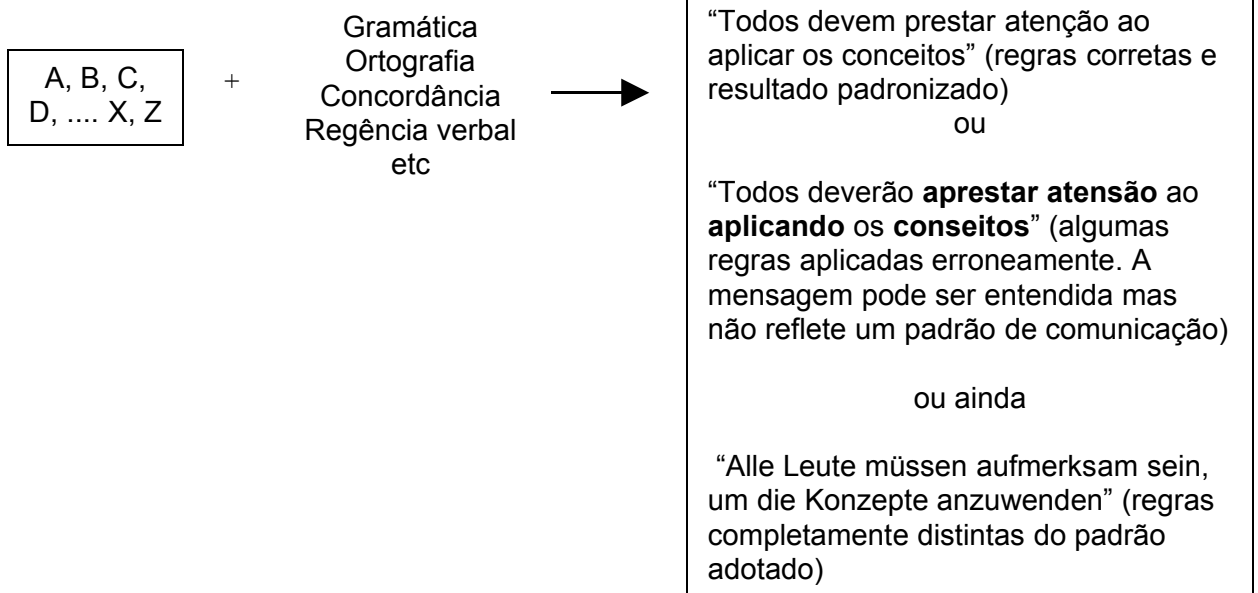 A, B, C,
D, .... X, Z
+
Gramática
Ortografia
Concordância
Regência verbal
etc
“Todos devem prestar atenção ao
aplicar os conceitos” (regras corretas e
resultado padronizado)
ou
“Todos deverão aprestar atensão ao
aplicando os conseitos” (algumas
regras aplicadas erroneamente. A
mensagem pode ser entendida mas
não reflete um padrão de comunicação)
ou ainda
“Alle Leute müssen aufmerksam sein,
um die Konzepte anzuwenden” (regras
completamente distintas do padrão
adotado)